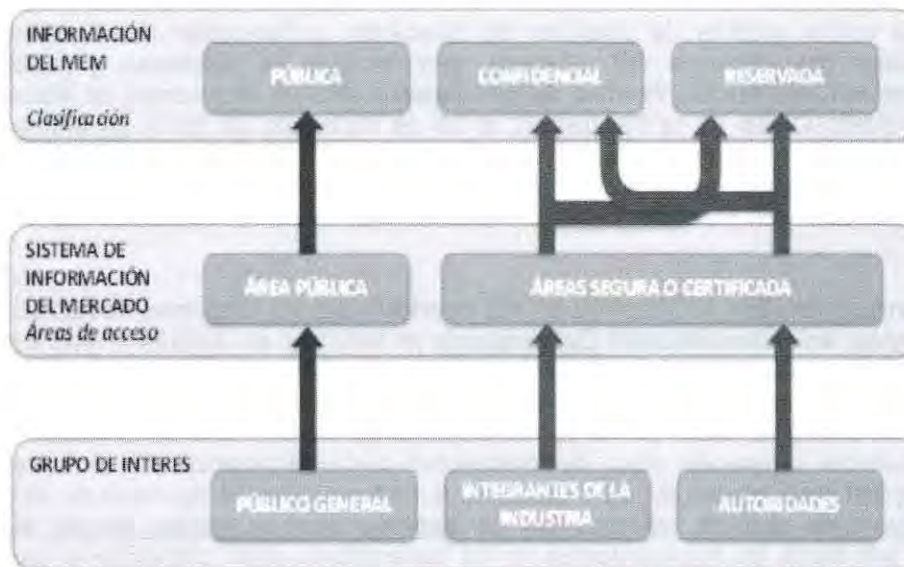 INFORMACIÓN
DEL MEM
Clasificación
PÚBLICA
CONFIDENCIAL
RESERVADA
SISTEMA DE
INFORMACIÓN
DEL MERCADO
Áreas de acceso
ÁREA PÚBLICA
ÁREAS SEGURA O CERTIFICADA
GRUPO DE INTERES
PÚBLICO GENERAL
INTEGRANTES DE LA
INDUSTRIA
AUTORIDADES